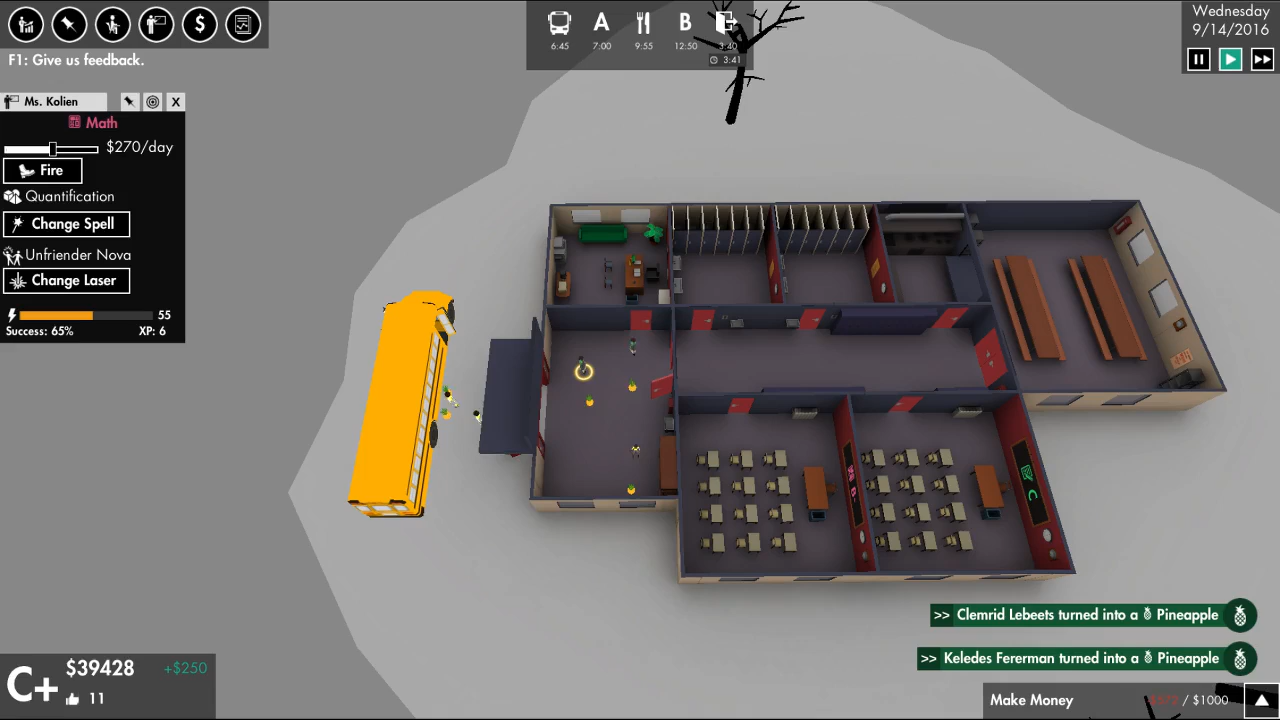 F1: Give us feedback.
Ms. Kolien
X
Math
$270/day
Fire
Quantification
Change Spell
Unfriender Nova
Change Laser
55
Success: 65%
XP: 6
A
B
6:45
7:00
9:55
12:50
3:40
3:41
Wednesday
9/14/2016
>> Clemrid Lebeets turned into a Pineapple
>> Keledes Fererman turned into a Pineapple
C+
$39428
+$250
11
Make Money
/ $1000